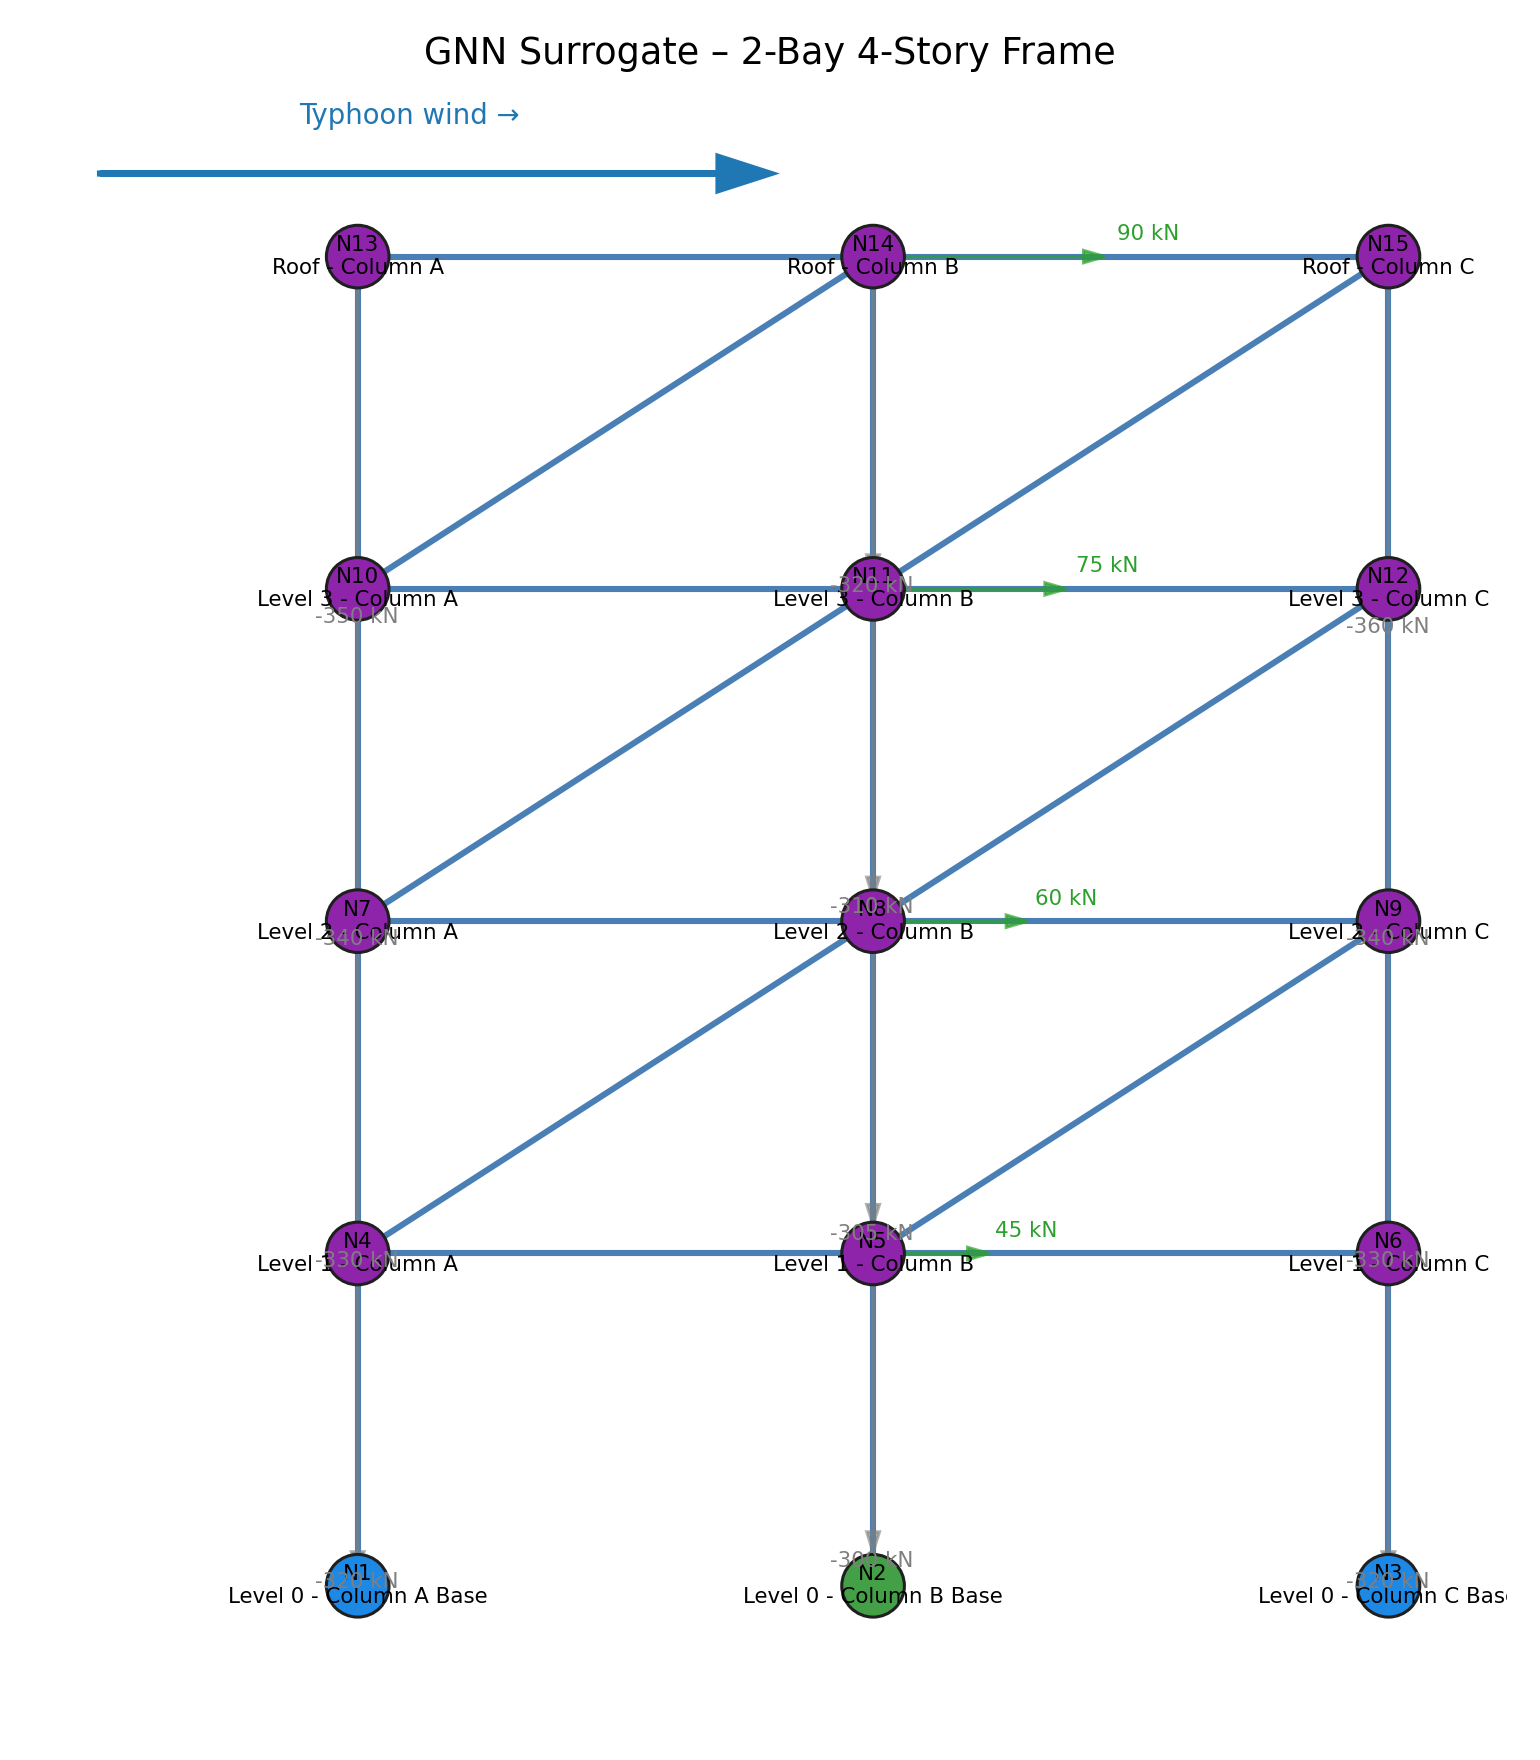 GNN Surrogate – 2-Bay 4-Story Frame
Typhoon wind →
90 kN
N13
N14
N15
Roof - Column A
Roof - Column B
Roof - Column C
75 kN
N10
N11
N12
-320 kN
Level 3 - Column A
Level 3 - Column B
Level 3 - Column C
-350 kN
-360 kN
60 kN
N7
N8
N9
-310 kN
Level 2 - Column A
Level 2 - Column B
Level 2 - Column C
-340 kN
-340 kN
45 kN
-305 kN
N4
N5
N6
-330 kN
-330 kN
Level 1 - Column A
Level 1 - Column B
Level 1 - Column C
-300 kN
N1
N2
N3
-320 kN
-320 kN
Level 0 - Column A Base
Level 0 - Column B Base
Level 0 - Column C Bas